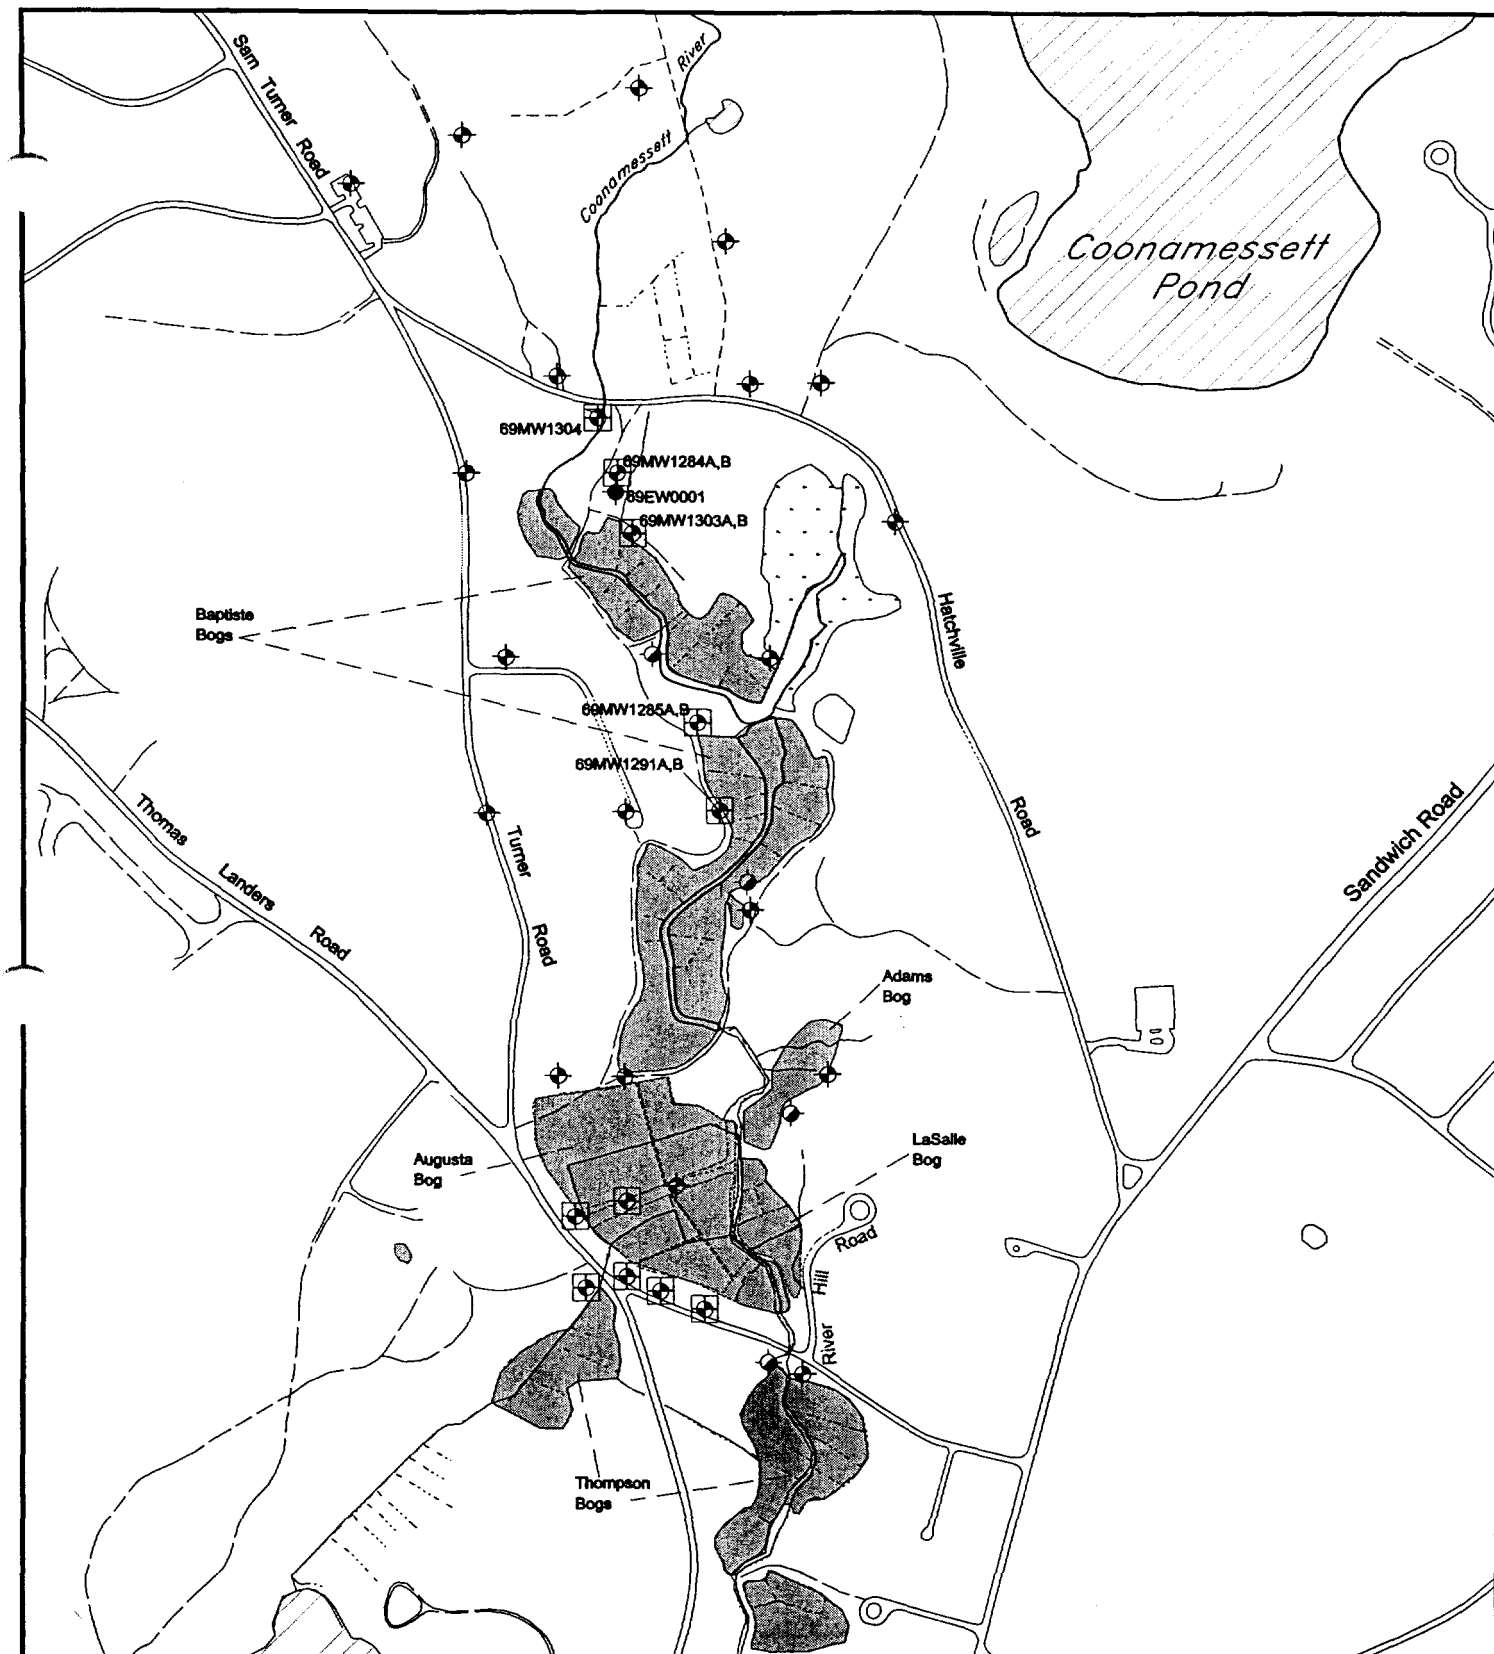 Sam Turner Road
River
Coonamessett
Coonamessett
Pond
69MW1304
69MW1284A,B
69EW0001
69MW1303A,B
Baptiste
Bogs
Hatchville
Road
69MW1285A,B
69MW1291A,B
Thomas
Landers
Road
Turner
Road
Sandwich Road
Adams
Bog
LaSalle
Bog
Augusta
Bog
River
Hill
Road
Thompson
Bogs